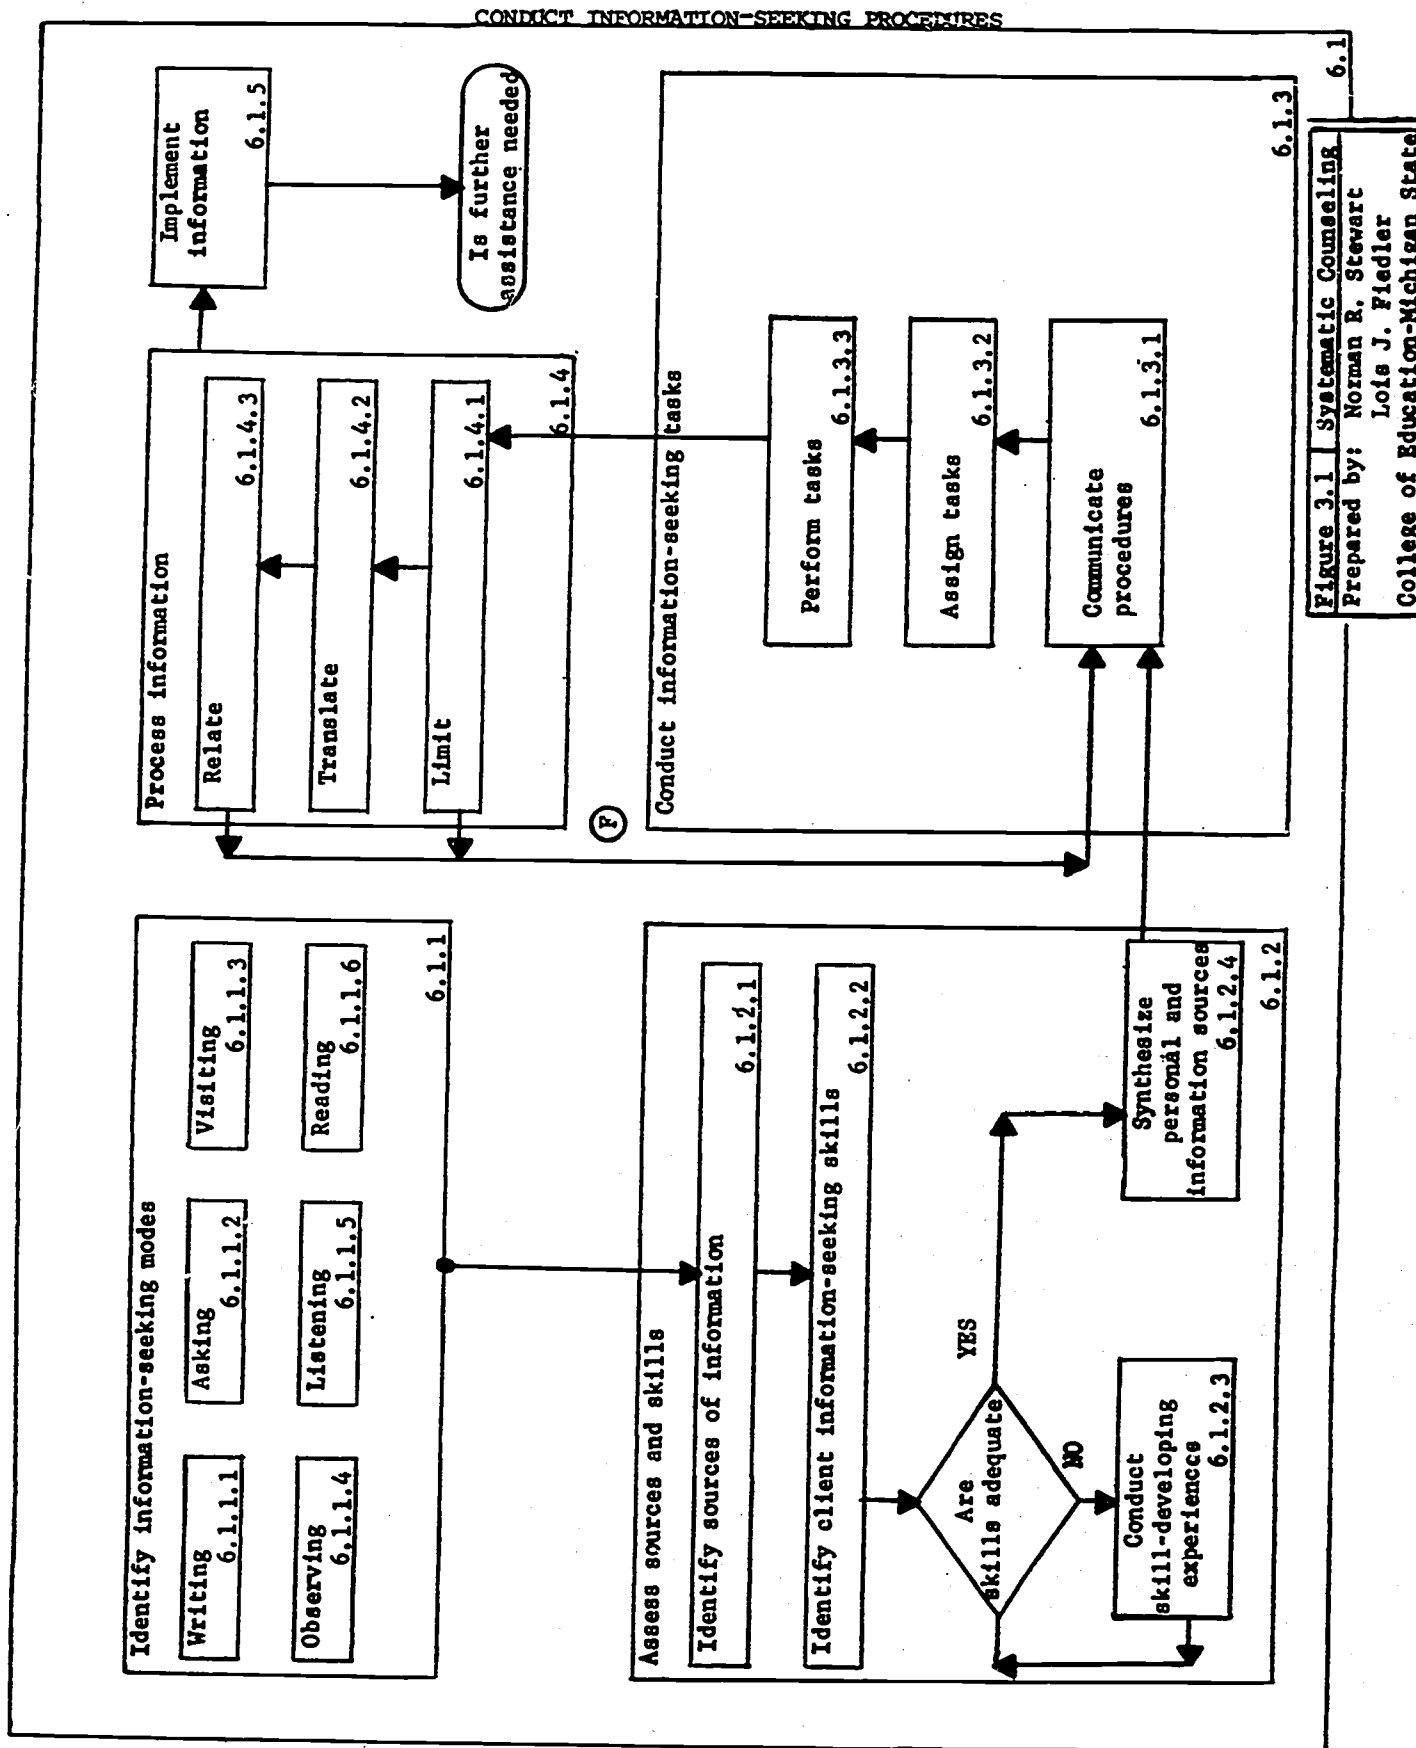 CONDUCT INFORMATION-SEEKING PROCEDURES
Identify information-seeking modes
Writing
6.1.1.1
Asking
6.1.1.2
Visiting
6.1.1.3
Observing
6.1.1.4
Listening
6.1.1.5
Reading
6.1.1.6
6.1.1
Assess sources and skills
Identify sources of information
6.1.2.1
Identify client information-seeking skills
6.1.2.2
Are
skills adequate
YES
NO
Conduct
skill-developing
experiences
6.1.2.3
Synthesize
personal and
information sources
6.1.2.4
6.1.2
Process information
Relate
6.1.4.3
Translate
6.1.4.2
Limit
6.1.4.1
6.1.4
F
Implement
information
6.1.5
Is further
assistance needed
Conduct information-seeking tasks
Perform tasks
6.1.3.3
Assign tasks
6.1.3.2
Communicate
procedures
6.1.3.1
6.1.3
6.1
Figure 3.1 Systematic Counseling
Prepared by: Norman R. Stewart
Lois J. Fiedler
College of Education-Michigan State